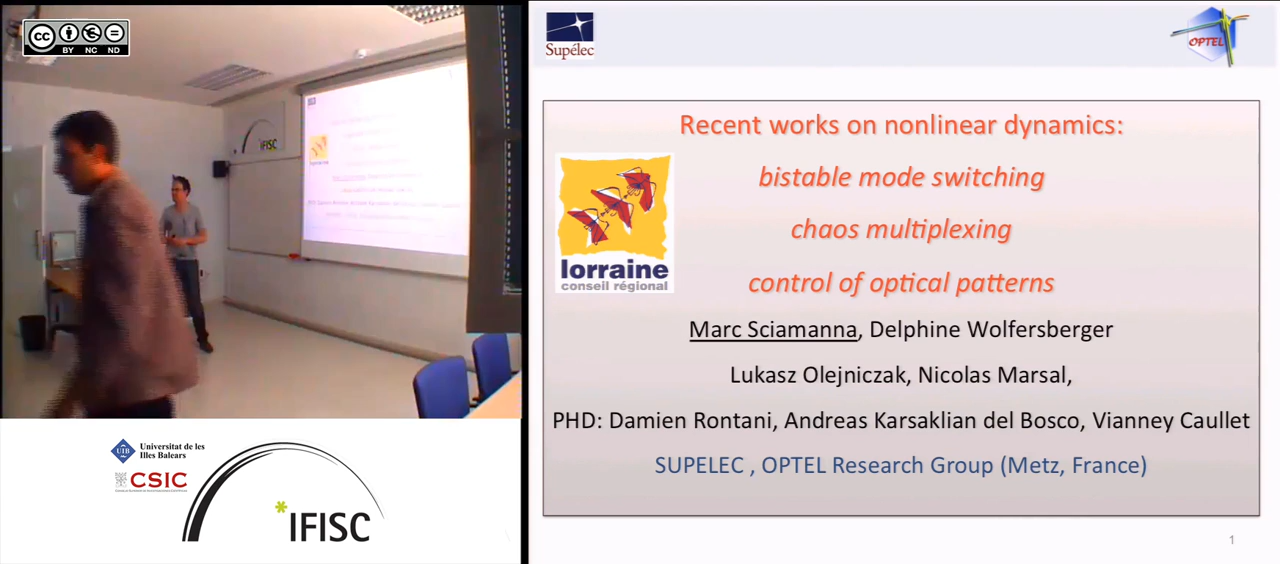 cc
BY NC ND
IFISC
Universitat de les
Illes Balears
UIB
CSIC
*IFISC
Supélec
OPTEL
Recent works on nonlinear dynamics:
bistable mode switching
chaos multiplexing
control of optical patterns
lorraine
conseil régional
Marc Sciamanna, Delphine Wolfersberger
Lukasz Olejniczak, Nicolas Marsal,
PHD: Damien Rontani, Andreas Karsaklian del Bosco, Vianney Caullet
SUPELEC , OPTEL Research Group (Metz, France)
1